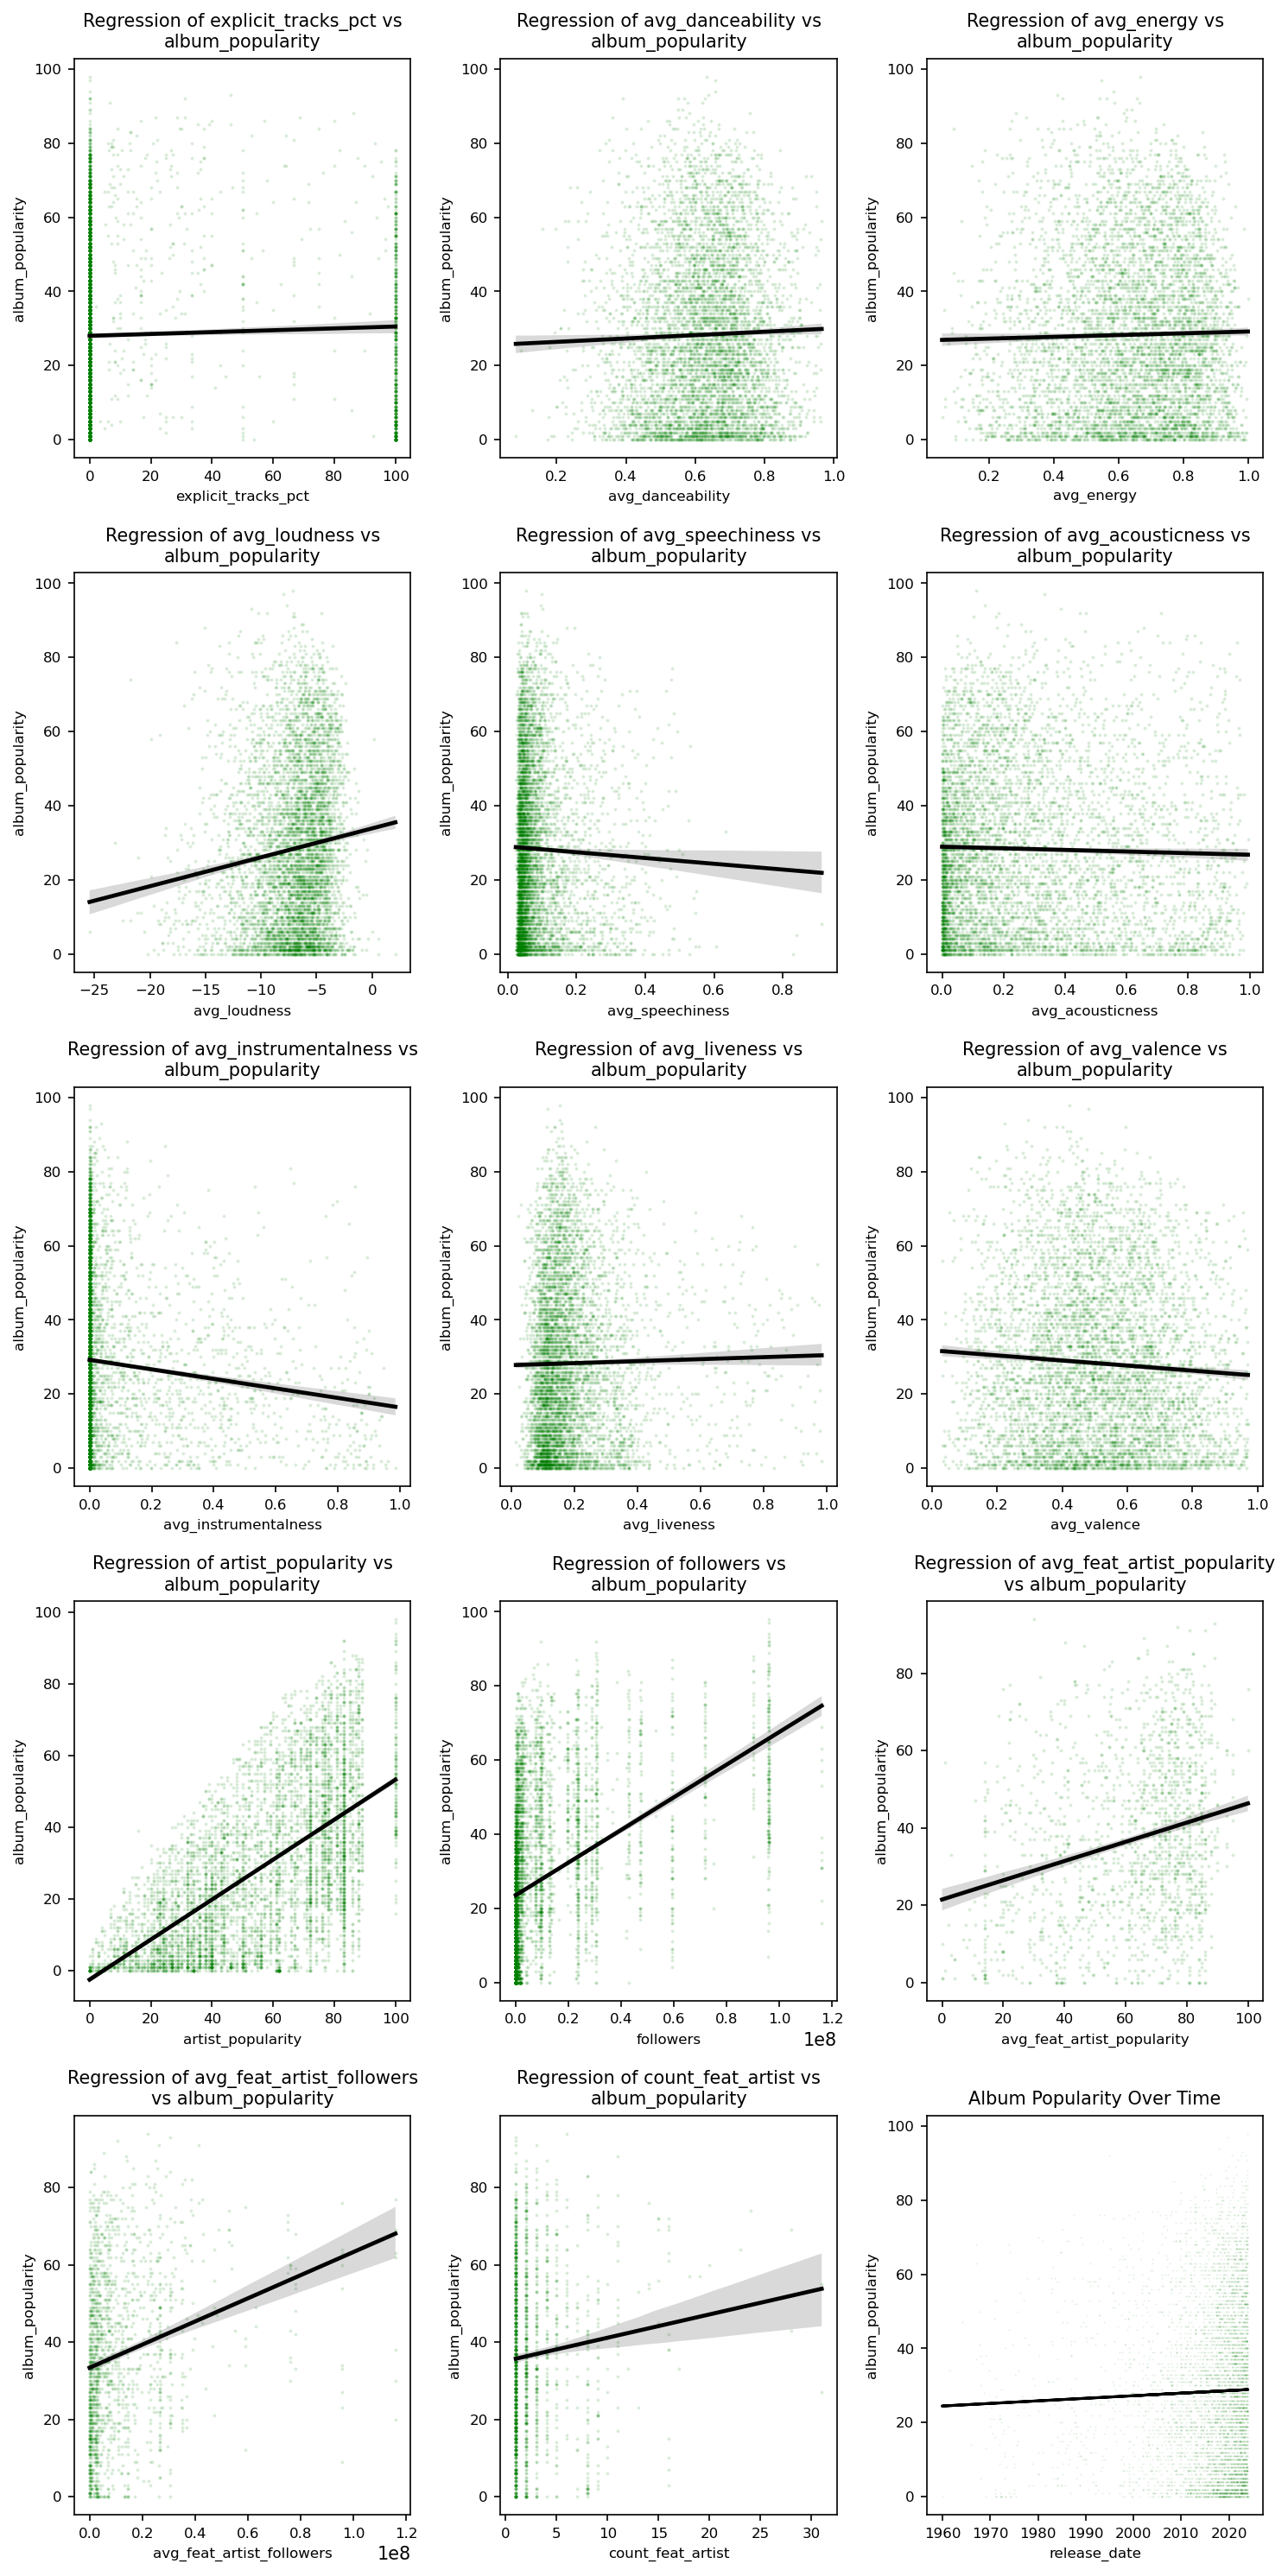 Regression of explicit_tracks_pct vs
album_popularity
100
80
60
40
20
0
album_popularity
0 20 40 60 80 100
explicit_tracks_pct
Regression of avg_danceability vs
album_popularity
100
80
60
40
20
0
album_popularity
0.2 0.4 0.6 0.8 1.0
avg_danceability
Regression of avg_energy vs
album_popularity
100
80
60
40
20
0
album_popularity
0.2 0.4 0.6 0.8 1.0
avg_energy
Regression of avg_loudness vs
album_popularity
100
80
60
40
20
0
album_popularity
−25 −20 −15 −10 −5 0
avg_loudness
Regression of avg_speechiness vs
album_popularity
100
80
60
40
20
0
album_popularity
0.0 0.2 0.4 0.6 0.8
avg_speechiness
Regression of avg_acousticness vs
album_popularity
100
80
60
40
20
0
album_popularity
0.0 0.2 0.4 0.6 0.8 1.0
avg_acousticness
Regression of avg_instrumentalness vs
album_popularity
100
80
60
40
20
0
album_popularity
0.0 0.2 0.4 0.6 0.8 1.0
avg_instrumentalness
Regression of avg_liveness vs
album_popularity
100
80
60
40
20
0
album_popularity
0.0 0.2 0.4 0.6 0.8 1.0
avg_liveness
Regression of avg_valence vs
album_popularity
100
80
60
40
20
0
album_popularity
0.0 0.2 0.4 0.6 0.8 1.0
avg_valence
Regression of artist_popularity vs
album_popularity
100
80
60
40
20
0
album_popularity
0 20 40 60 80 100
artist_popularity
Regression of followers vs
album_popularity
100
80
60
40
20
0
album_popularity
0.0 0.2 0.4 0.6 0.8 1.0 1.2
followers
1e8
Regression of avg_feat_artist_popularity
vs album_popularity
80
60
40
20
0
album_popularity
0 20 40 60 80 100
avg_feat_artist_popularity
Regression of avg_feat_artist_followers
vs album_popularity
80
60
40
20
0
album_popularity
0.0 0.2 0.4 0.6 0.8 1.0 1.2
avg_feat_artist_followers
1e8
Regression of count_feat_artist vs
album_popularity
80
60
40
20
0
album_popularity
0 5 10 15 20 25 30
count_feat_artist
Album Popularity Over Time
100
80
60
40
20
0
album_popularity
1960 1970 1980 1990 2000 2010 2020
release_date